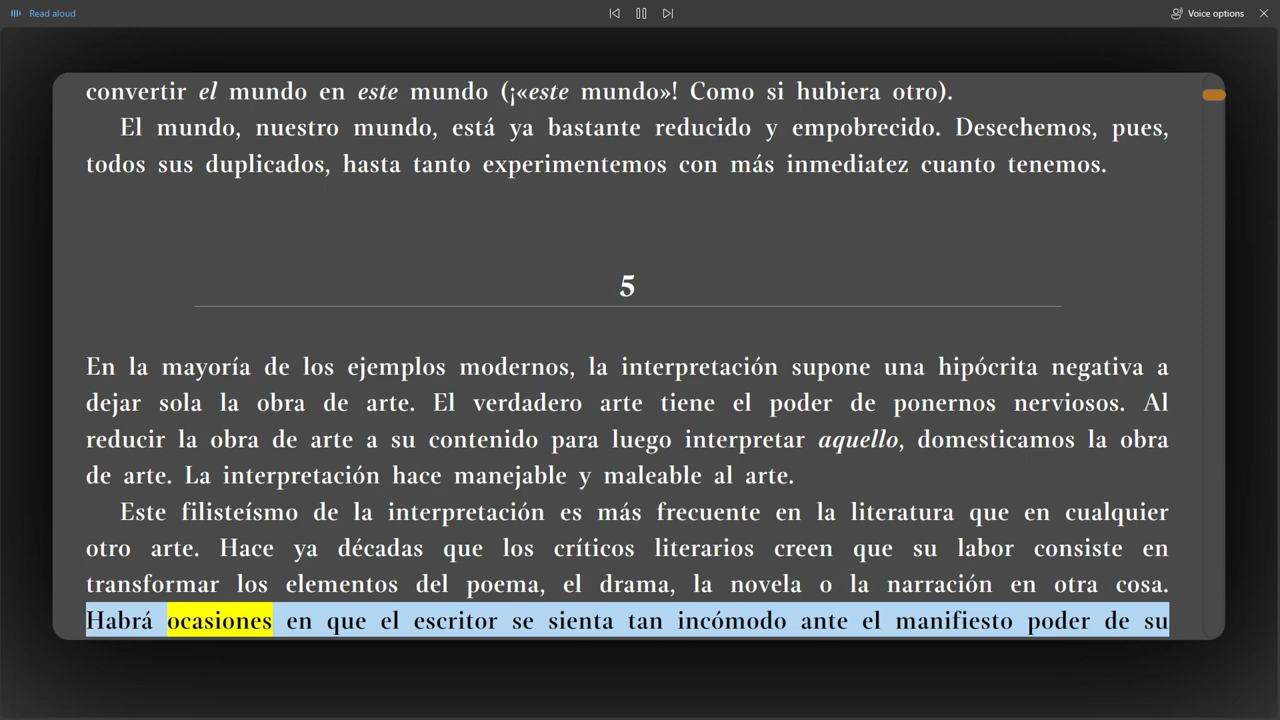 Read aloud
Voice options
convertir el mundo en este mundo (¡«este mundo»! Como si hubiera otro).
El mundo, nuestro mundo, está ya bastante reducido y empobrecido. Desechemos, pues,
todos sus duplicados, hasta tanto experimentemos con más inmediatez cuanto tenemos.
5
En la mayoría de los ejemplos modernos, la interpretación supone una hipócrita negativa a
dejar sola la obra de arte. El verdadero arte tiene el poder de ponernos nerviosos. Al
reducir la obra de arte a su contenido para luego interpretar aquello, domesticamos la obra
de arte. La interpretación hace manejable y maleable al arte.
Este filisteísmo de la interpretación es más frecuente en la literatura que en cualquier
otro arte. Hace ya décadas que los críticos literarios creen que su labor consiste en
transformar los elementos del poema, el drama, la novela o la narración en otra cosa.
Habrá ocasiones en que el escritor se sienta tan incómodo ante el manifiesto poder de su